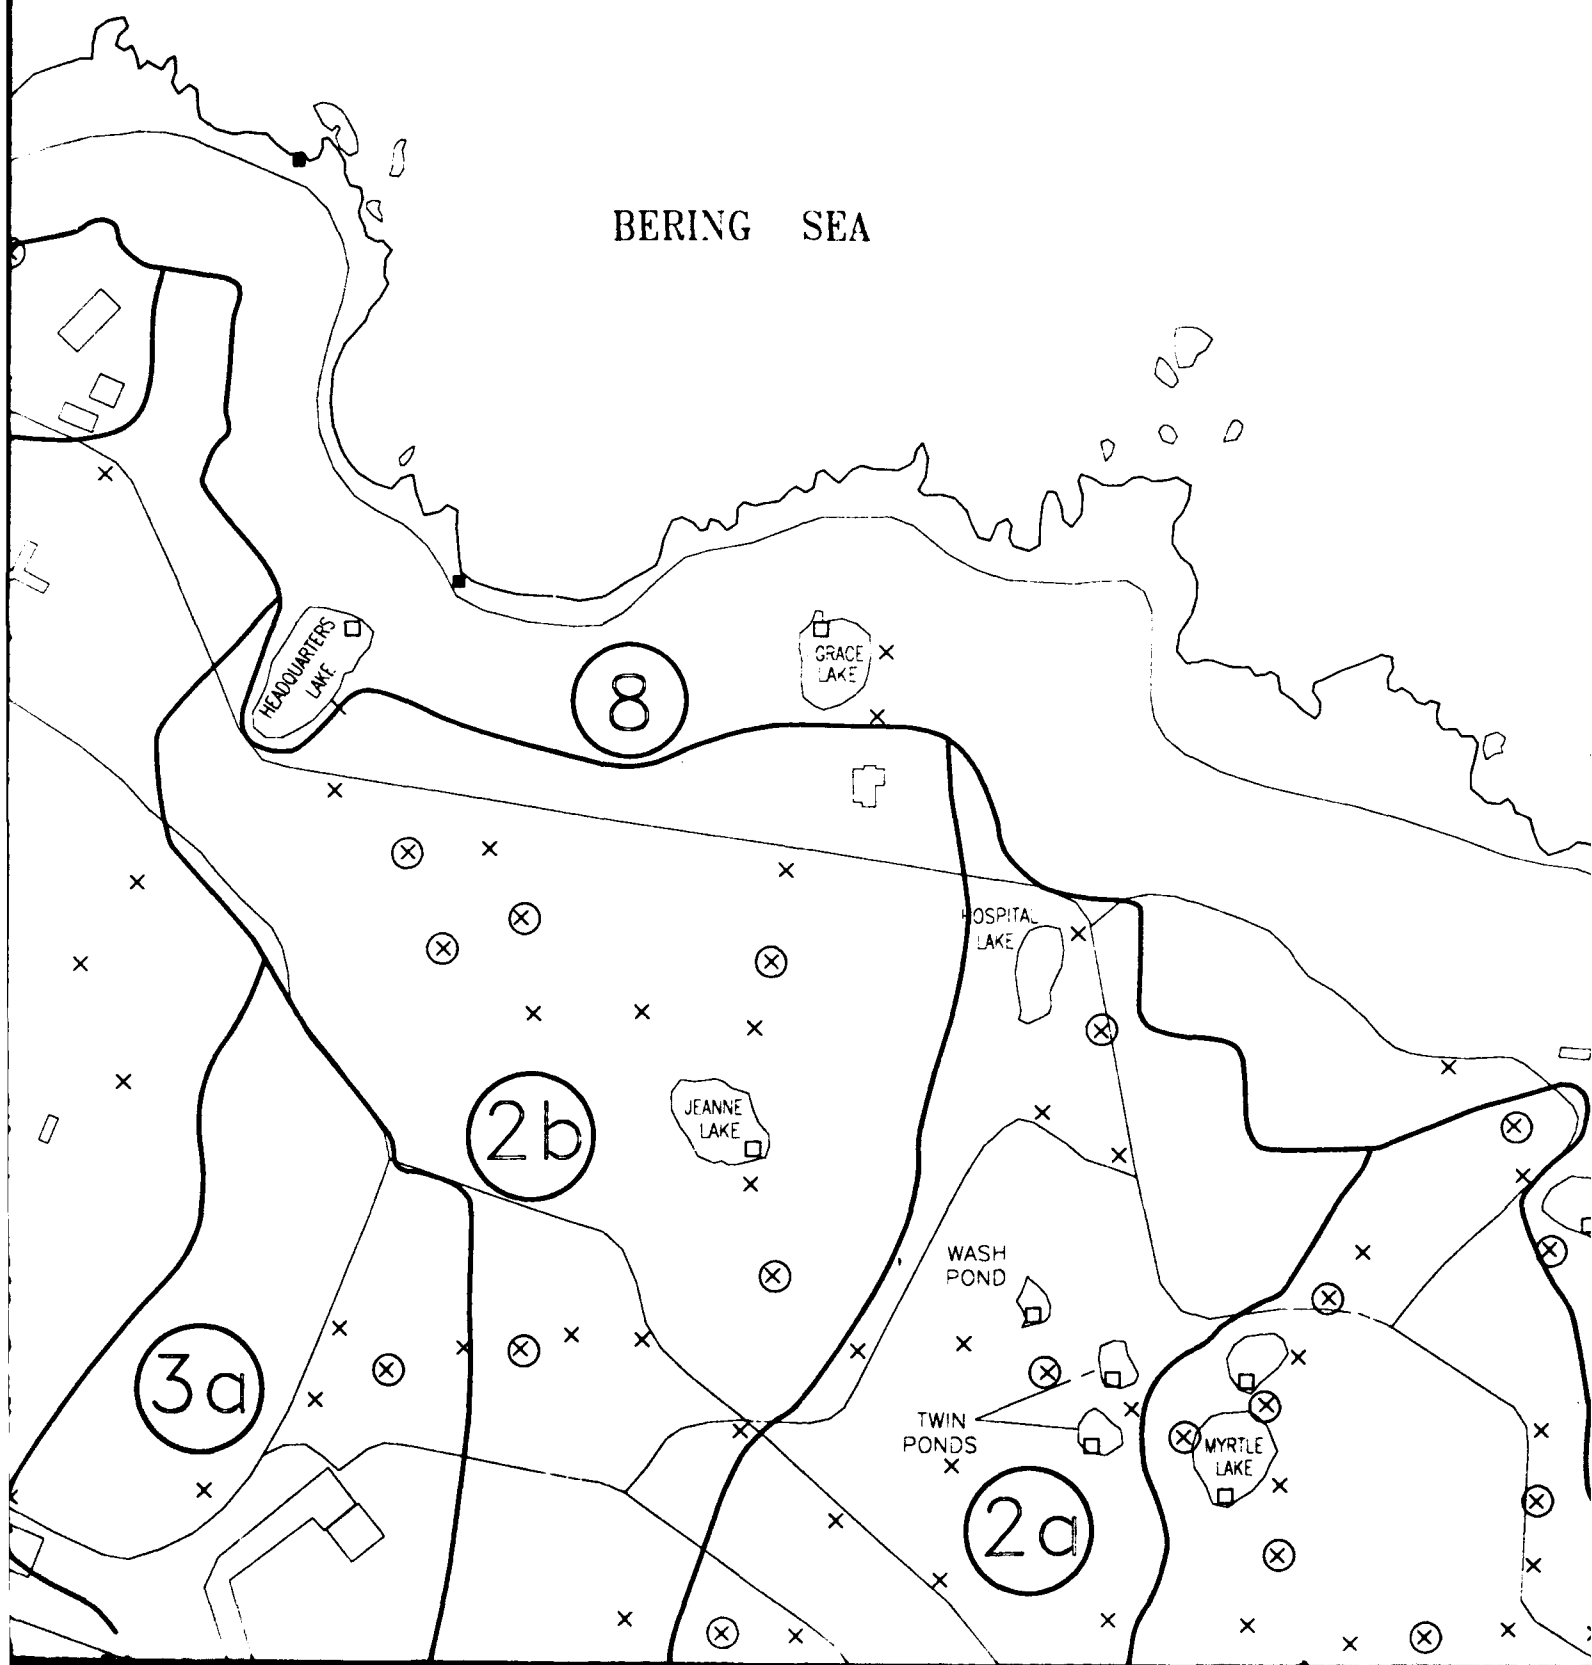 BERING SEA
HEADQUARTERS
LAKE
8
GRACE
LAKE
HOSPITAL
LAKE
2b
JEANNE
LAKE
WASH
POND
3a
TWIN
PONDS
MYRTLE
LAKE
2a